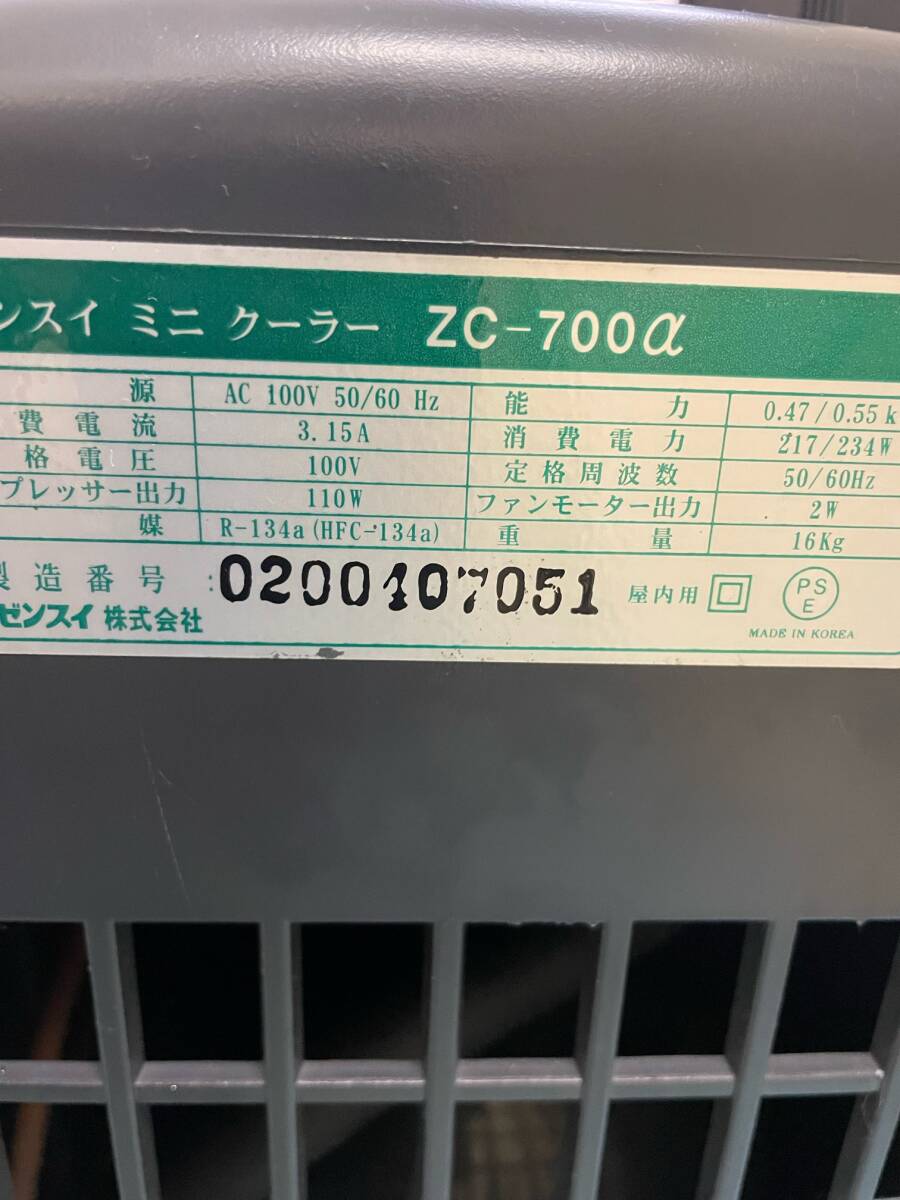 ンスイ ミニ クーラー ZC-700α
源 AC 100V 50/60 Hz 能 力 0.47/0.55k
費電流 3.15A 消費電力 217/234W
格電圧 100V 定格周波数 50/60Hz
プレッサー出力 110W ファンモーター出力 2W
媒 R-134a (HFC-134a) 重 量 16Kg
製造番号 : 0200407051 屋内用 PSE
ゼンスイ 株式会社 MADE IN KOREA